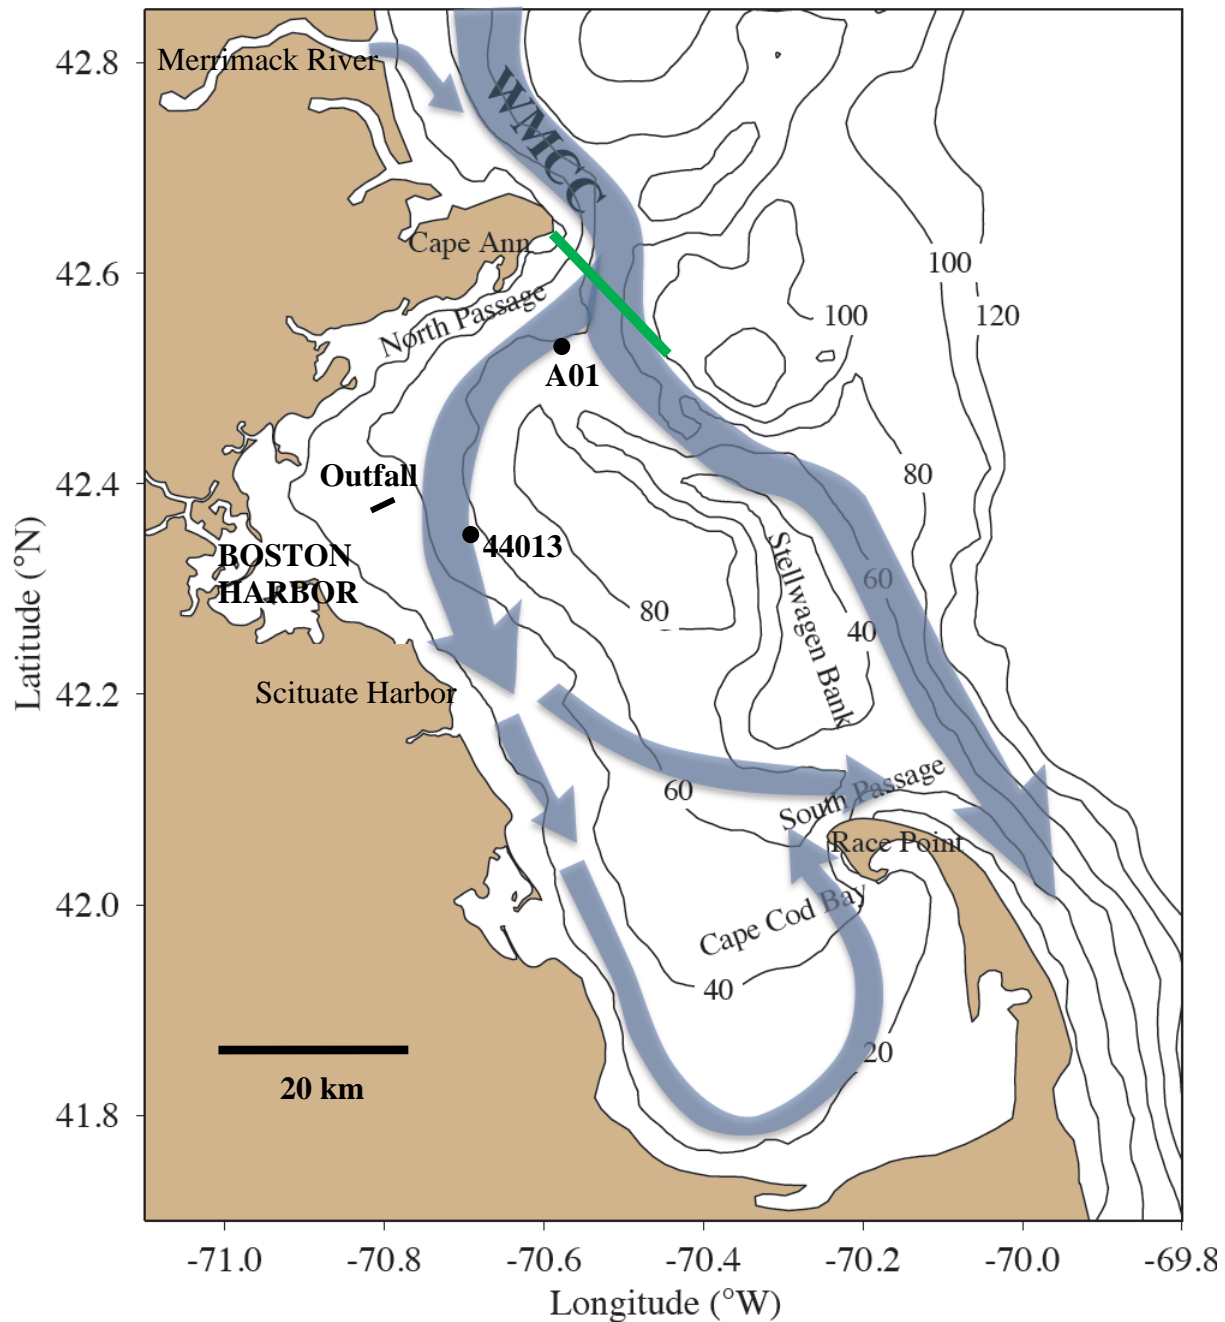 42.8
42.6
42.4
42.2
42.0
41.8
Latitude (°N)
Merrimack River
WMCC
Cape Ann
North Passage
100
100
120
A01
80
Outfall
44013
BOSTON
HARBOR
Stellwagen Bank
60
80
40
Scituate Harbor
60
South Passage
Race Point
Cape Cod Bay
40
20
20 km
-71.0
-70.8
-70.6
-70.4
-70.2
-70.0
-69.8
Longitude (°W)